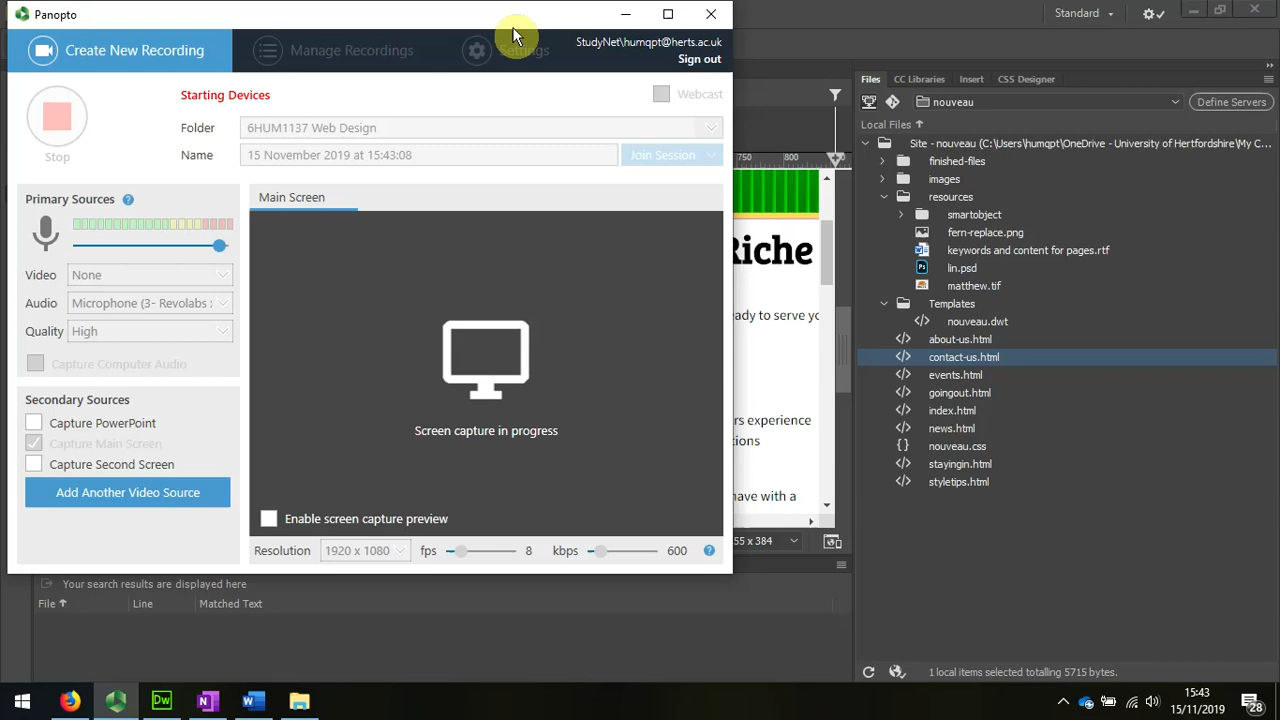 Panopto
Create New Recording
Manage Recordings
Settings
StudyNet\humqpt@herts.ac.uk
Sign out
Stop
Starting Devices
Webcast
Folder
6HUM1137 Web Design
Name
15 November 2019 at 15:43:08
Join Session
Primary Sources
?
Video
None
Audio
Microphone (3- Revolabs
Quality
High
Capture Computer Audio
Secondary Sources
Capture PowerPoint
Capture Main Screen
Capture Second Screen
Add Another Video Source
Main Screen
Screen capture in progress
Enable screen capture preview
Resolution
1920 x 1080
fps
8
kbps
600
?
750
800
Riche
eady to serve yo
rs experience
tions
have with a
55 x 384
Standard
Files
CC Libraries
Insert
CSS Designer
nouveau
Define Servers
Local Files
Site - nouveau (C:\Users\humqpt\OneDrive - University of Hertfordshire\My C...
finished-files
images
resources
smartobject
fern-replace.png
keywords and content for pages.rtf
lin.psd
matthew.tif
Templates
nouveau.dwt
about-us.html
contact-us.html
events.html
goingout.html
index.html
news.html
nouveau.css
stayingin.html
styletips.html
1 local items selected totalling 5715 bytes.
Your search results are displayed here
File
Line
Matched Text
Dw
N
W
15:43
15/11/2019
28